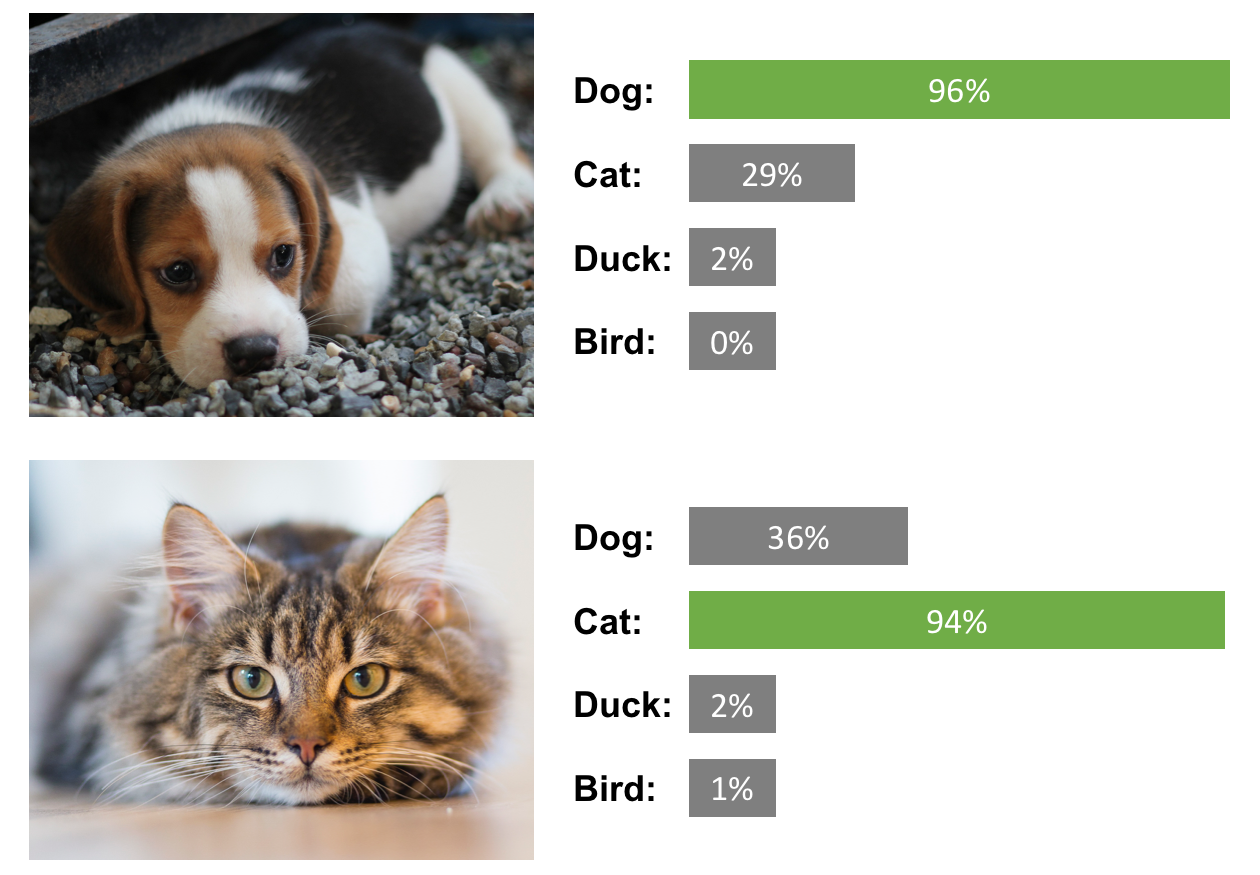 Dog: 96%
Cat: 29%
Duck: 2%
Bird: 0%
Dog: 36%
Cat: 94%
Duck: 2%
Bird: 1%